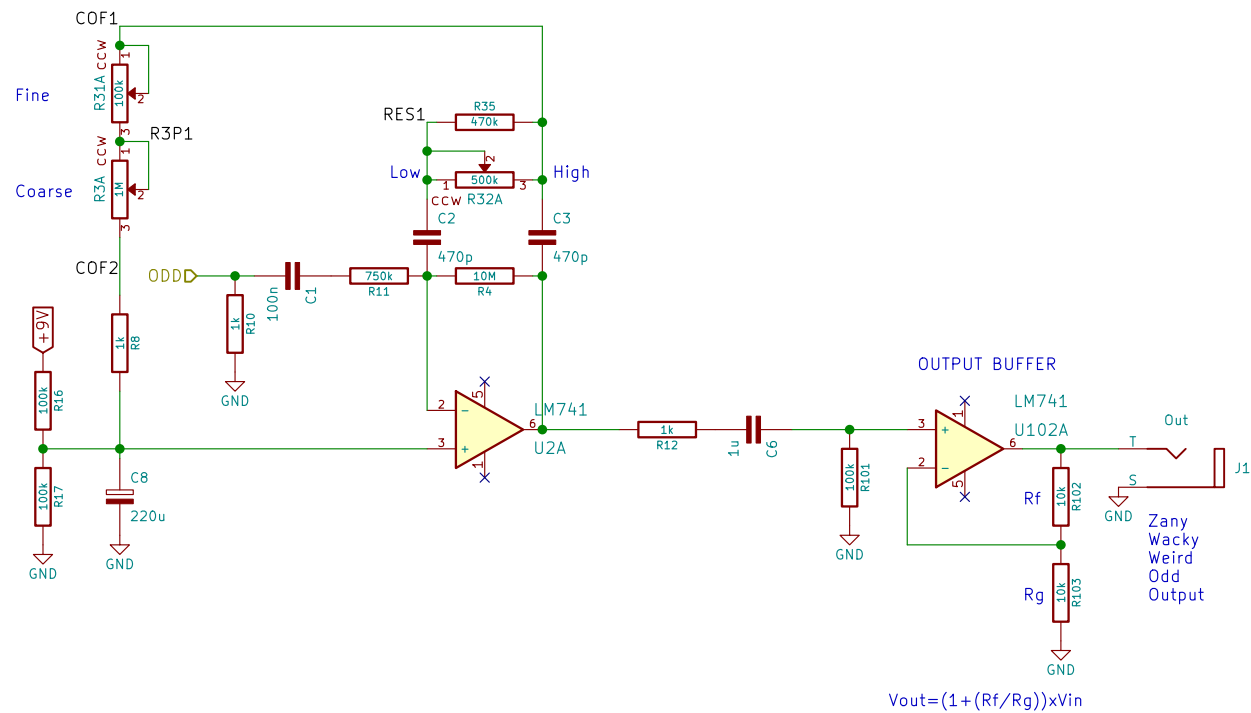 COF1
CCW
1
R31A
100k
2
3
Fine
R3P1
CCW
1
R3A
1M
2
3
Coarse
COF2
RES1
R35
470k
2
Low
High
1
500k
3
CCW
R32A
C2
470p
C3
470p
ODD
100n
C1
750k
R11
10M
R4
1k
R10
GND
+9V
1k
R8
100k
R16
100k
R17
GND
C8
220u
GND
5
2
−
LM741
6
3
+
U2A
1
1k
R12
1u
C6
OUTPUT BUFFER
100k
R101
GND
1
LM741
3
+
U102A
6
2
−
5
Out
T
S
J1
GND
Rf
10k
R102
Zany
Wacky
Weird
Odd
Output
Rg
10k
R103
GND
Vout=(1+(Rf/Rg))xVin